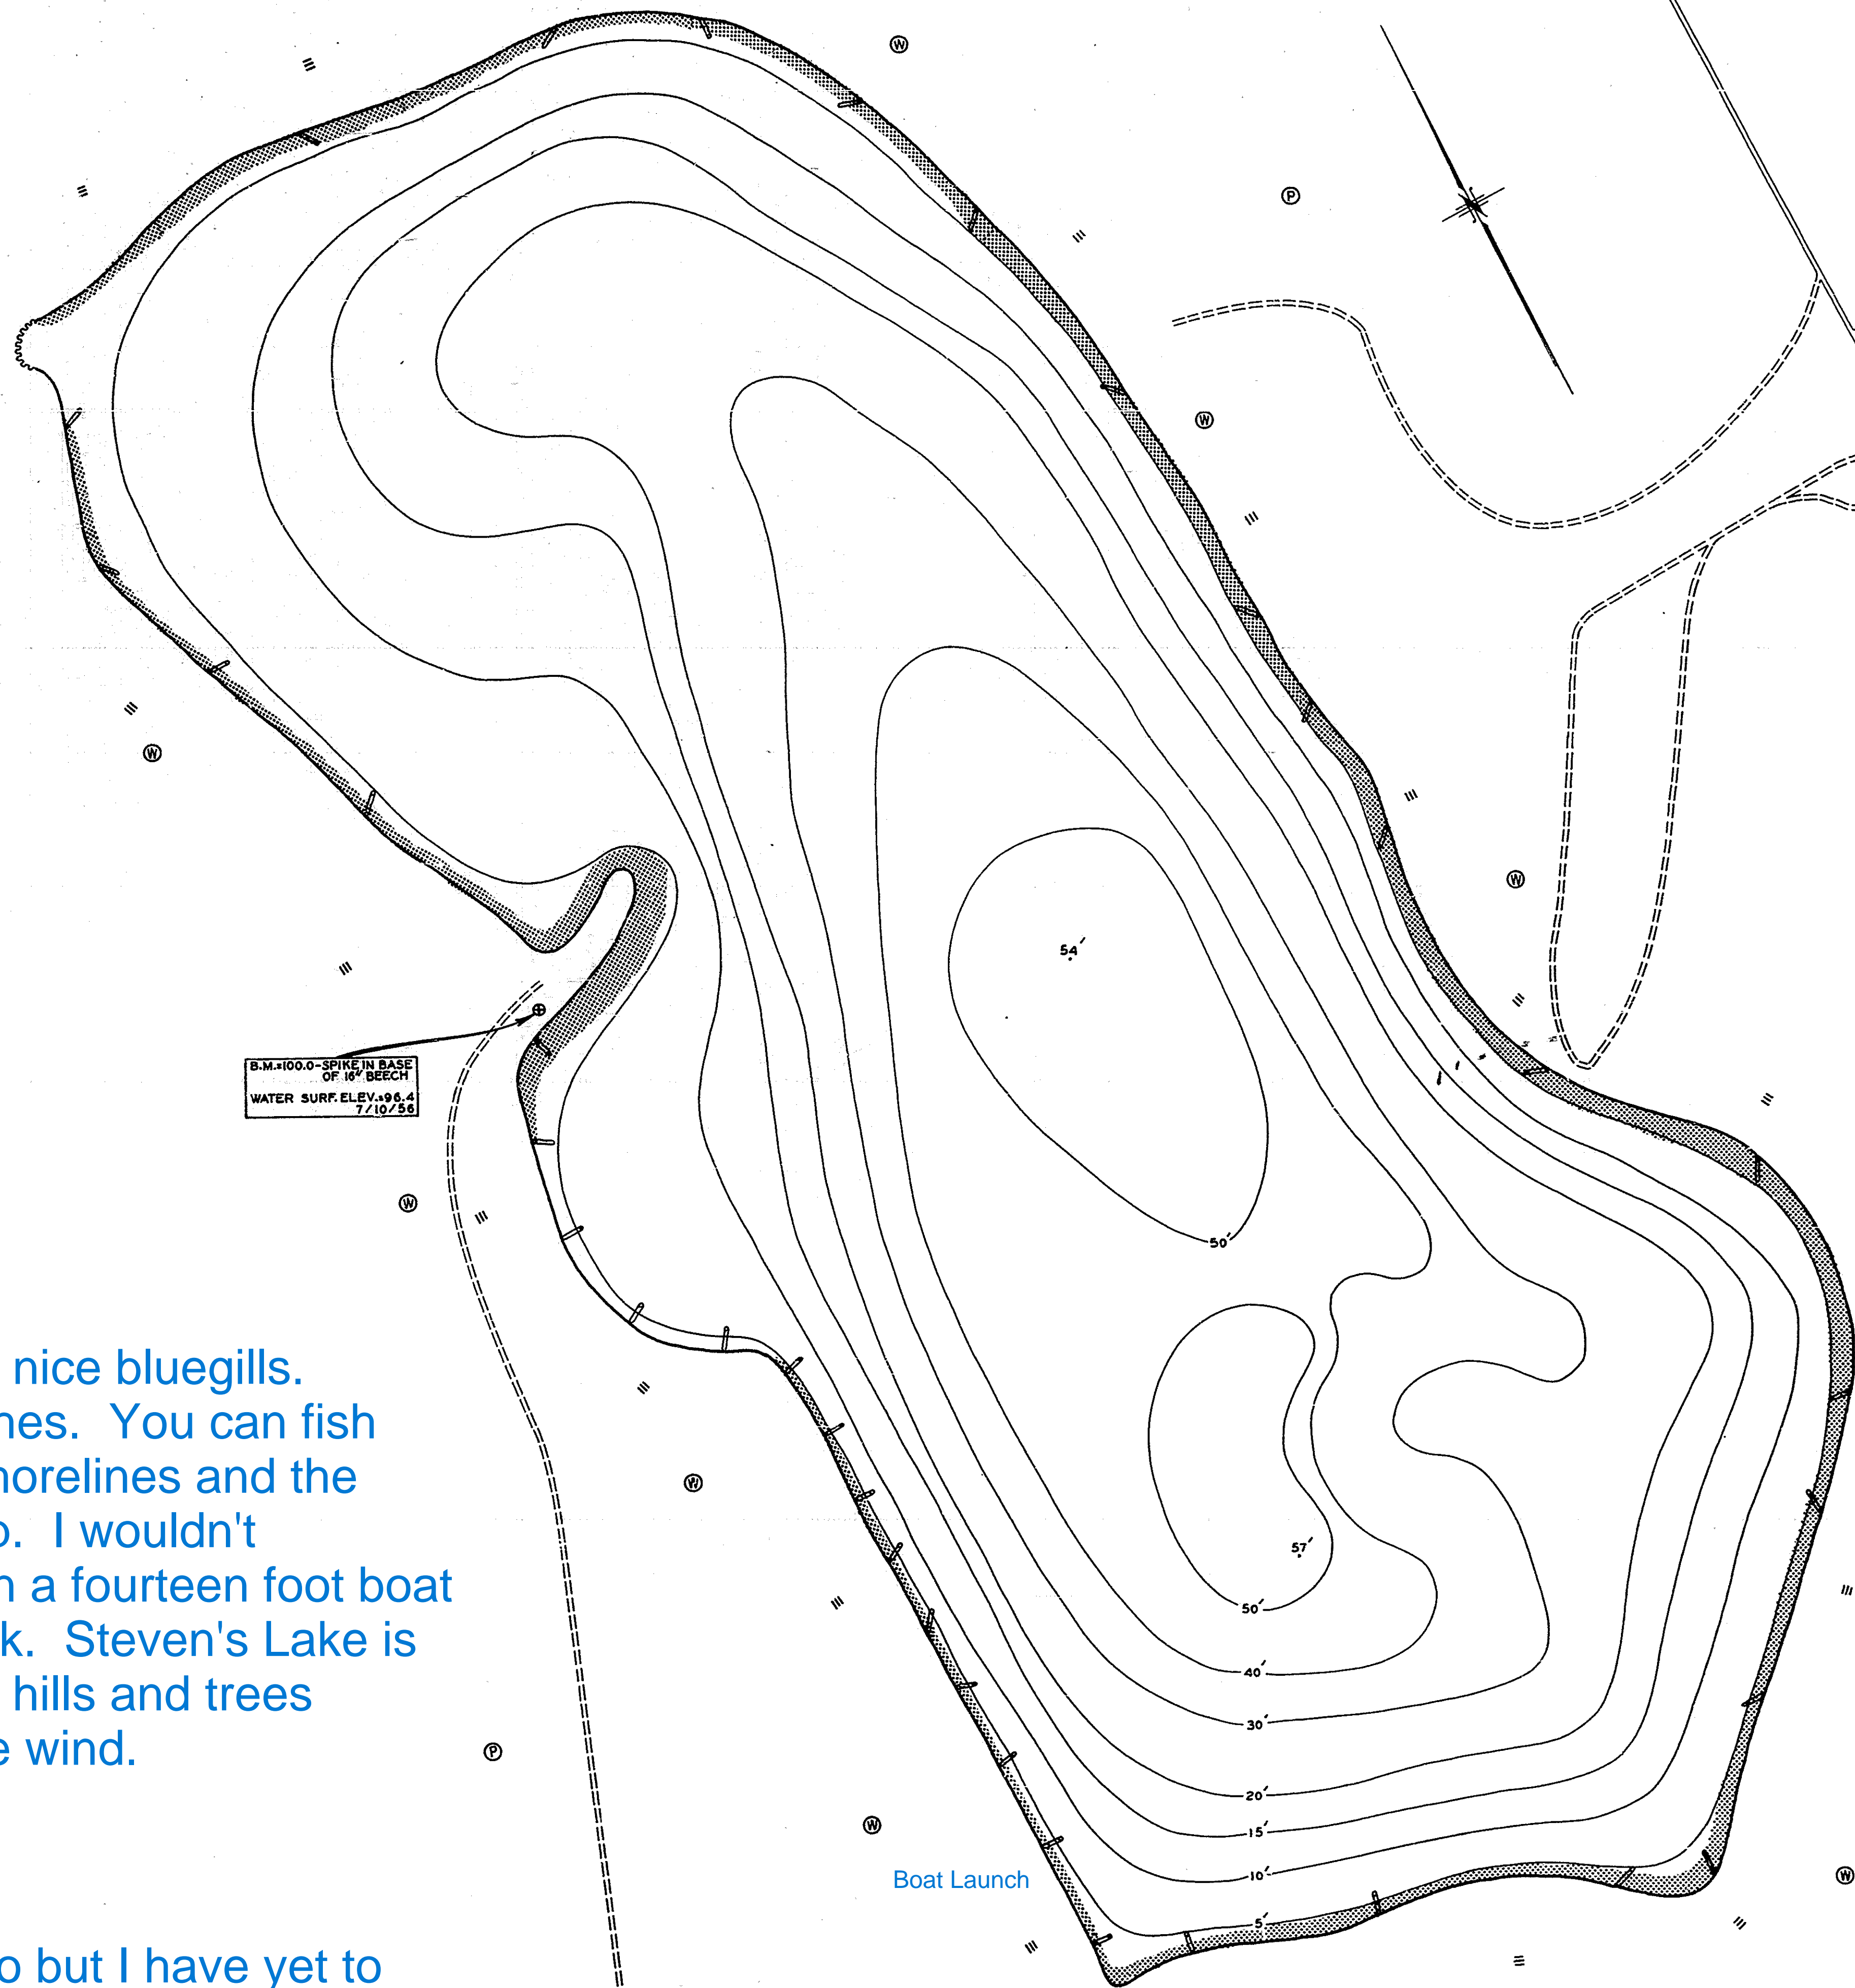 W
P
W
W
W
54′
B.M.=100.0-SPIKE IN BASE
OF 16" BEECH
WATER SURF. ELEV.=96.4
7/10/56
W
50′
nice bluegills.
You can fish
and the
I wouldn't
a fourteen foot boat
Steven's Lake is
hills and trees
wind.
W
57′
50′
40′
30′
P
20′
15′
W
10′
Boat Launch
W
5′
but I have yet to